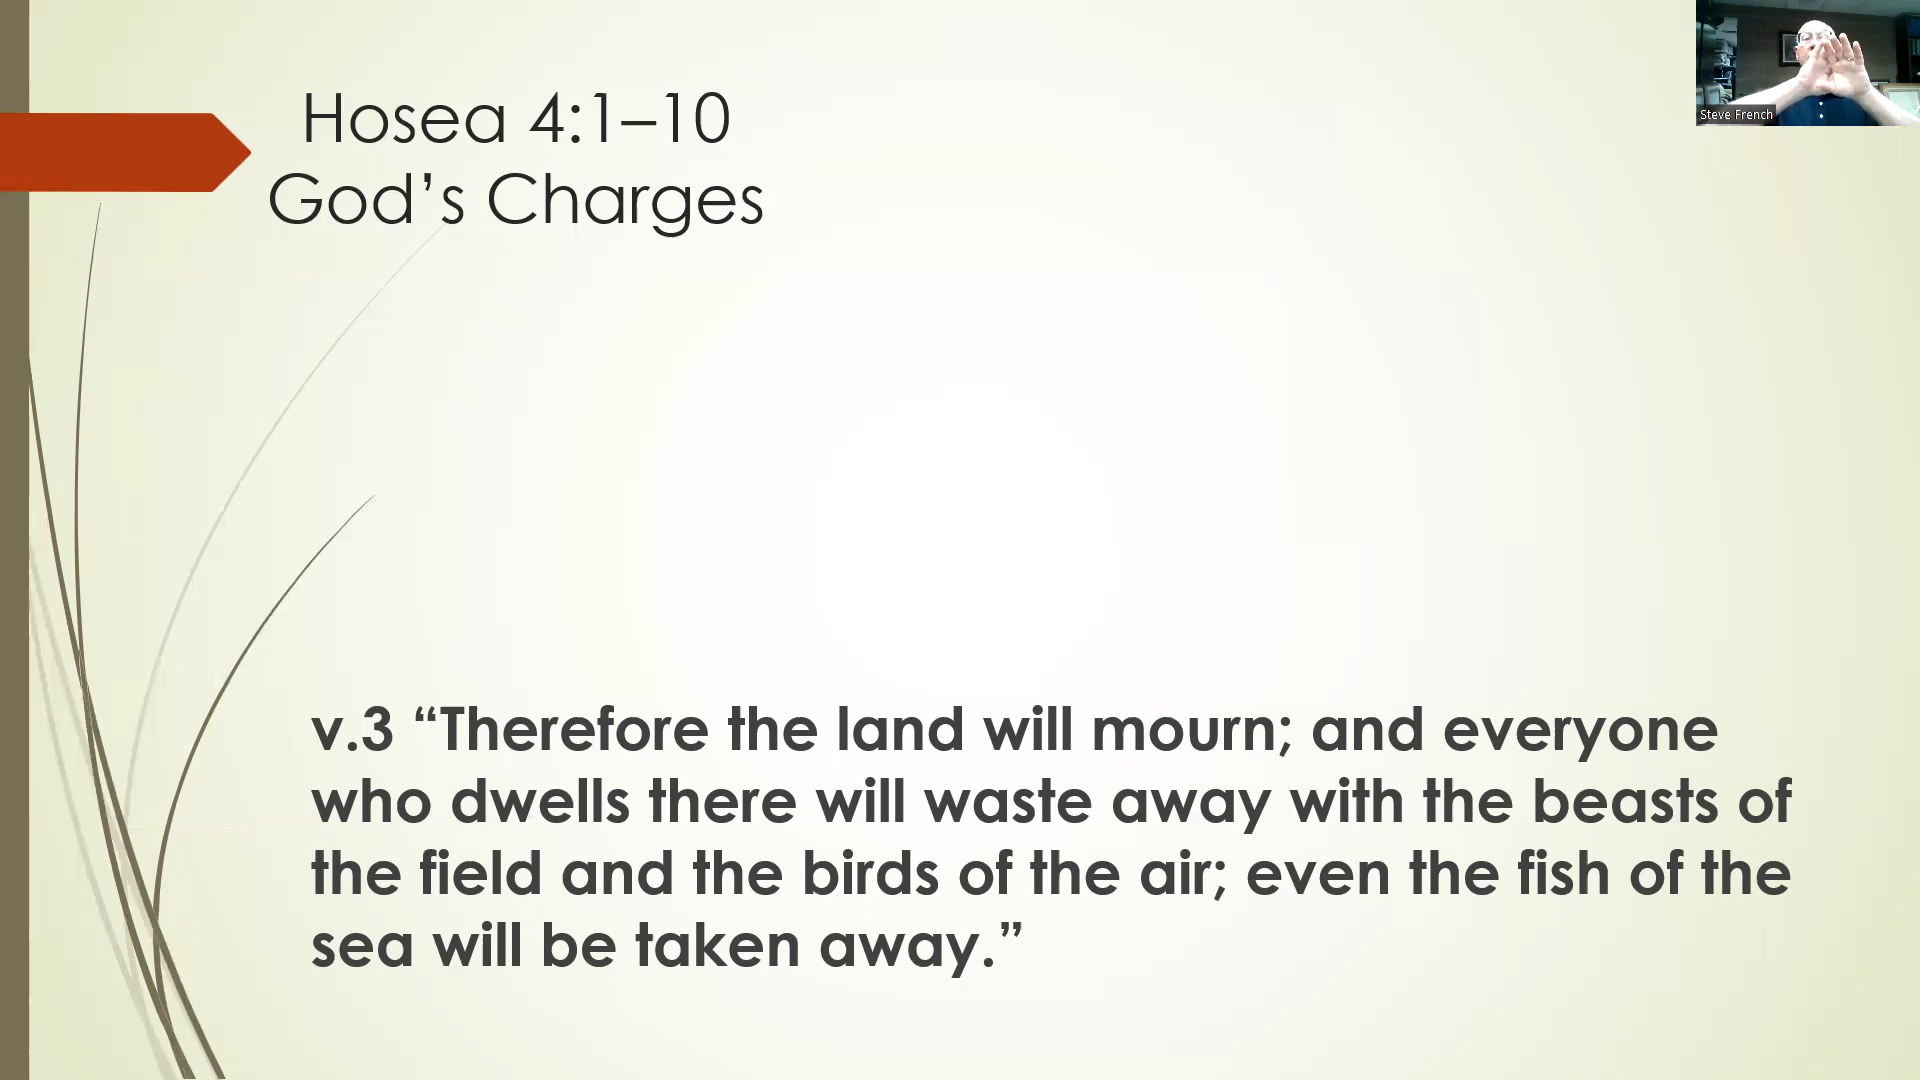 Hosea 4:1–10
God’s Charges
Steve French
v.3 “Therefore the land will mourn; and everyone
who dwells there will waste away with the beasts of
the field and the birds of the air; even the fish of the
sea will be taken away.”